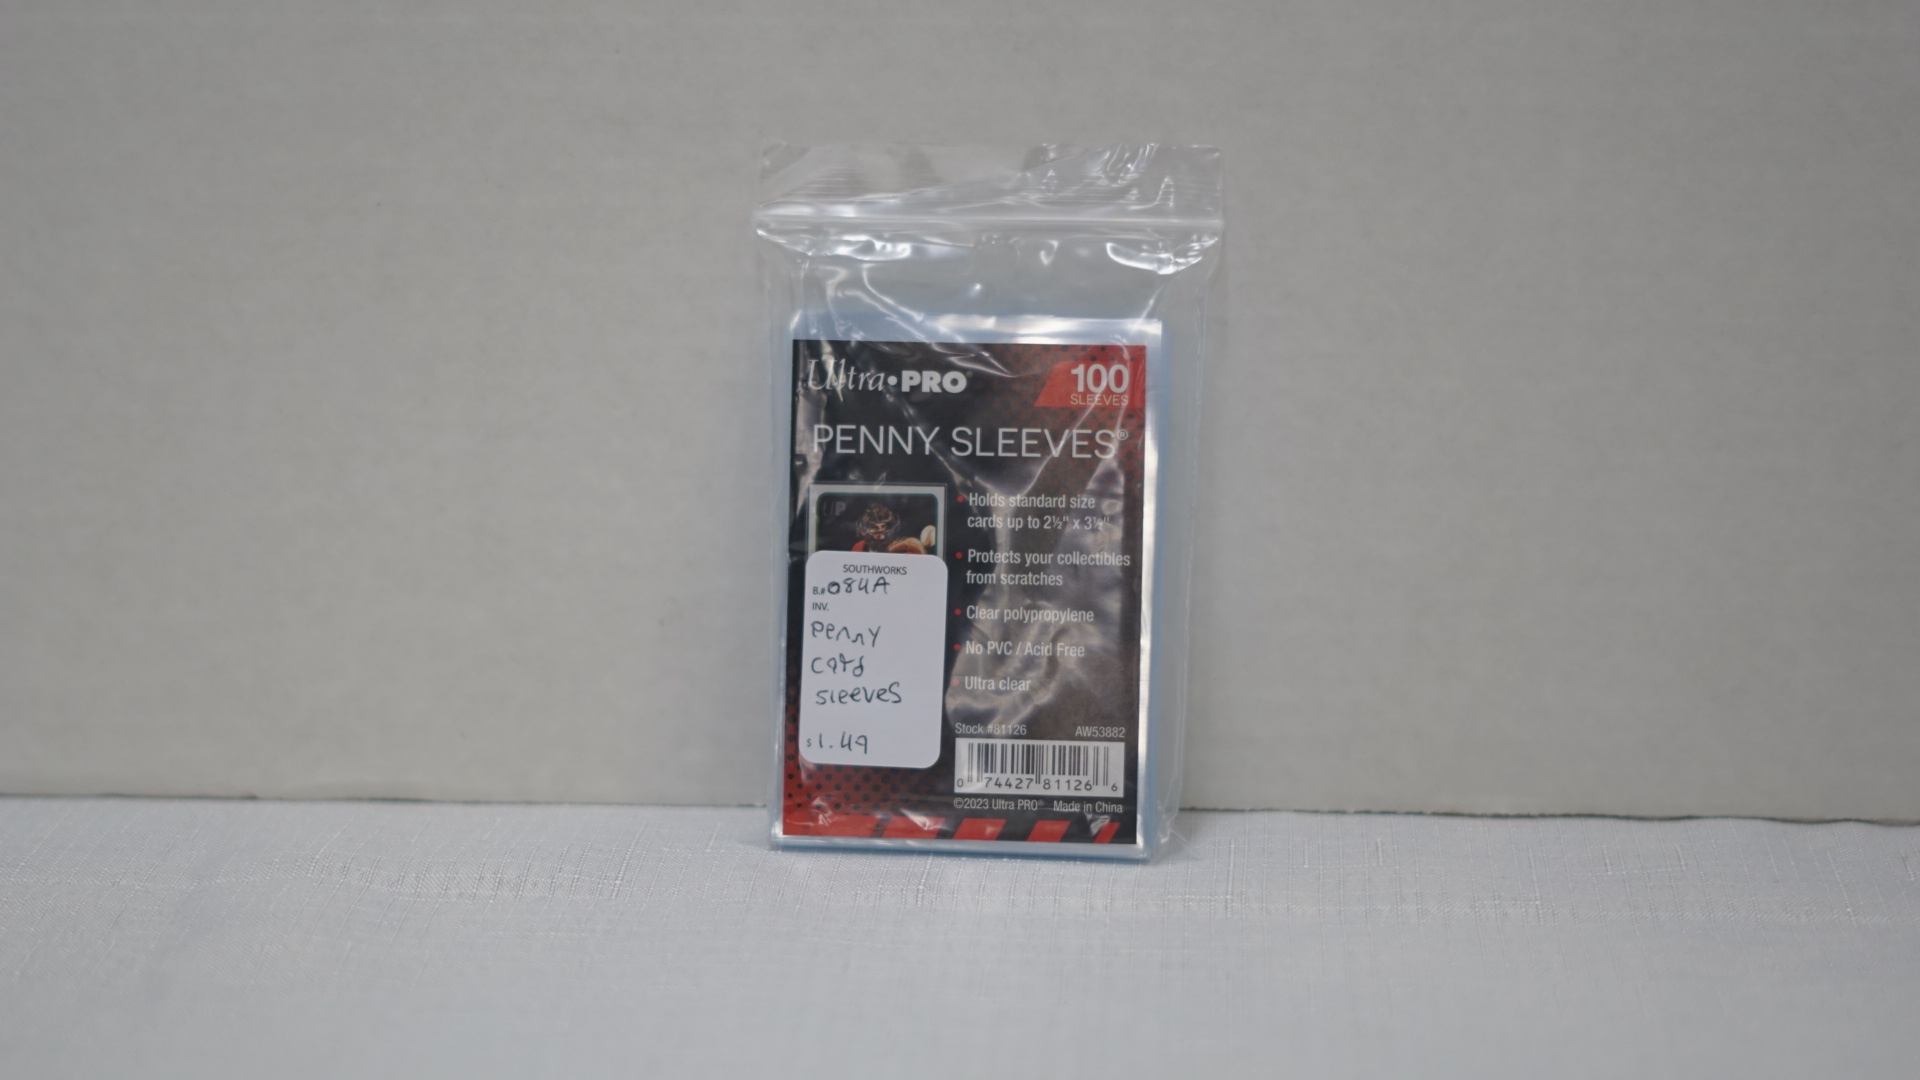 Ultra•PRO®
100
SLEEVES
PENNY SLEEVES®
UP
• Holds standard size
cards up to 2½" x 3½"
• Protects your collectibles
from scratches
• Clear polypropylene
• No PVC / Acid Free
• Ultra clear
SOUTHWORKS
B.# 084A
INV.
Penny
Card
Sleeves
$1.49
Stock #81126 AW53882
0 74427 81126 6
©2023 Ultra PRO® Made in China